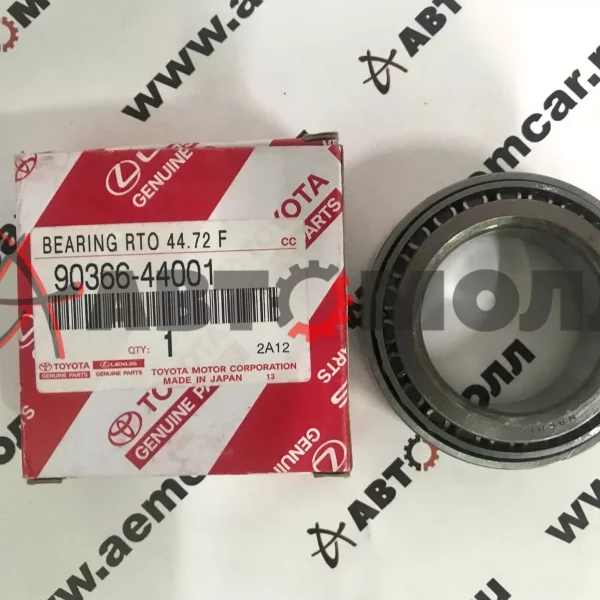 АВТОМОЛЛ
www.aemcar.ru
LEXUS
GENUINE
TOYOTA
PARTS
BEARING RTO 44.72 F
CC
90366-44001
АВТОМОЛЛ
QTY: 1
2A12
TOYOTA
GENUINE PARTS
LEXUS
GENUINE PARTS
TOYOTA MOTOR CORPORATION
MADE IN JAPAN 13
TOYOTA
GENUINE PARTS
www.aemcar.ru
АВТОМОЛЛ